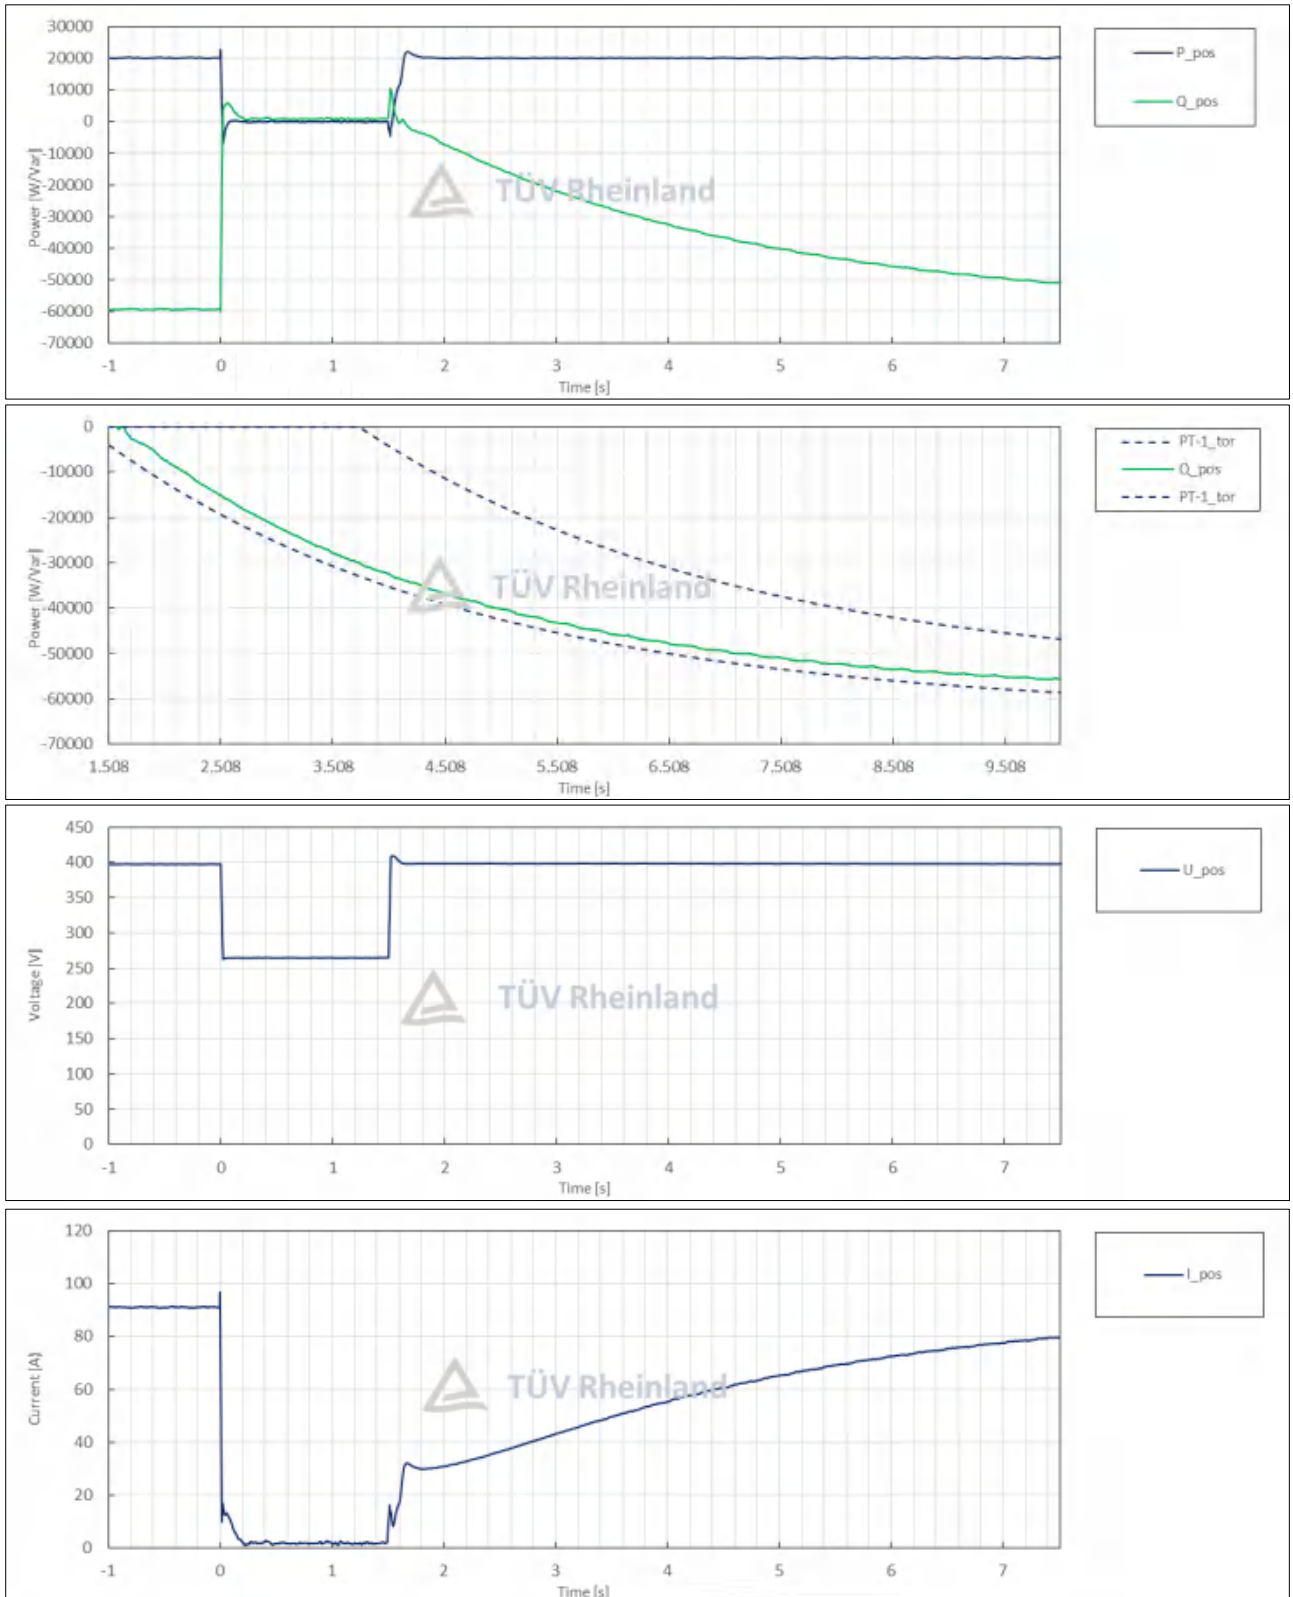 30000
20000
10000
0
-10000
-20000
-30000
-40000
-50000
-60000
-70000
Power [W/Var]
-1 0 1 2 3 4 5 6 7
Time [s]
P_pos
Q_pos
TÜV Rheinland
0
-10000
-20000
-30000
-40000
-50000
-60000
-70000
Power [W/Var]
1.508 2.508 3.508 4.508 5.508 6.508 7.508 8.508 9.508
Time [s]
PT-1_tor
Q_pos
PT-1_tor
TÜV Rheinland
450
400
350
300
250
200
150
100
50
0
Voltage [V]
-1 0 1 2 3 4 5 6 7
Time [s]
U_pos
TÜV Rheinland
120
100
80
60
40
20
0
Current [A]
-1 0 1 2 3 4 5 6 7
Time [s]
I_pos
TÜV Rheinland